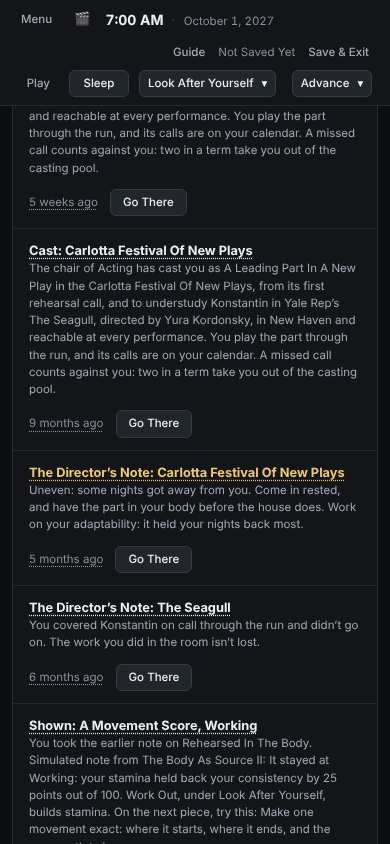 Menu 🎬 7:00 AM · October 1, 2027
Guide Not Saved Yet Save & Exit
Play Sleep Look After Yourself ▾ Advance ▾
and reachable at every performance. You play the part
through the run, and its calls are on your calendar. A missed
call counts against you: two in a term take you out of the
casting pool.
5 weeks ago Go There
Cast: Carlotta Festival Of New Plays
The chair of Acting has cast you as A Leading Part In A New
Play in the Carlotta Festival Of New Plays, from its first
rehearsal call, and to understudy Konstantin in Yale Rep’s
The Seagull, directed by Yura Kordonsky, in New Haven and
reachable at every performance. You play the part through
the run, and its calls are on your calendar. A missed call
counts against you: two in a term take you out of the casting
pool.
9 months ago Go There
The Director’s Note: Carlotta Festival Of New Plays
Uneven: some nights got away from you. Come in rested,
and have the part in your body before the house does. Work
on your adaptability: it held your nights back most.
5 months ago Go There
The Director’s Note: The Seagull
You covered Konstantin on call through the run and didn’t go
on. The work you did in the room isn’t lost.
6 months ago Go There
Shown: A Movement Score, Working
You took the earlier note on Rehearsed In The Body.
Simulated note from The Body As Source II: It stayed at
Working: your stamina held back your consistency by 25
points out of 100. Work Out, under Look After Yourself,
builds stamina. On the next piece, try this: Make one
movement exact: where it starts, where it ends, and the